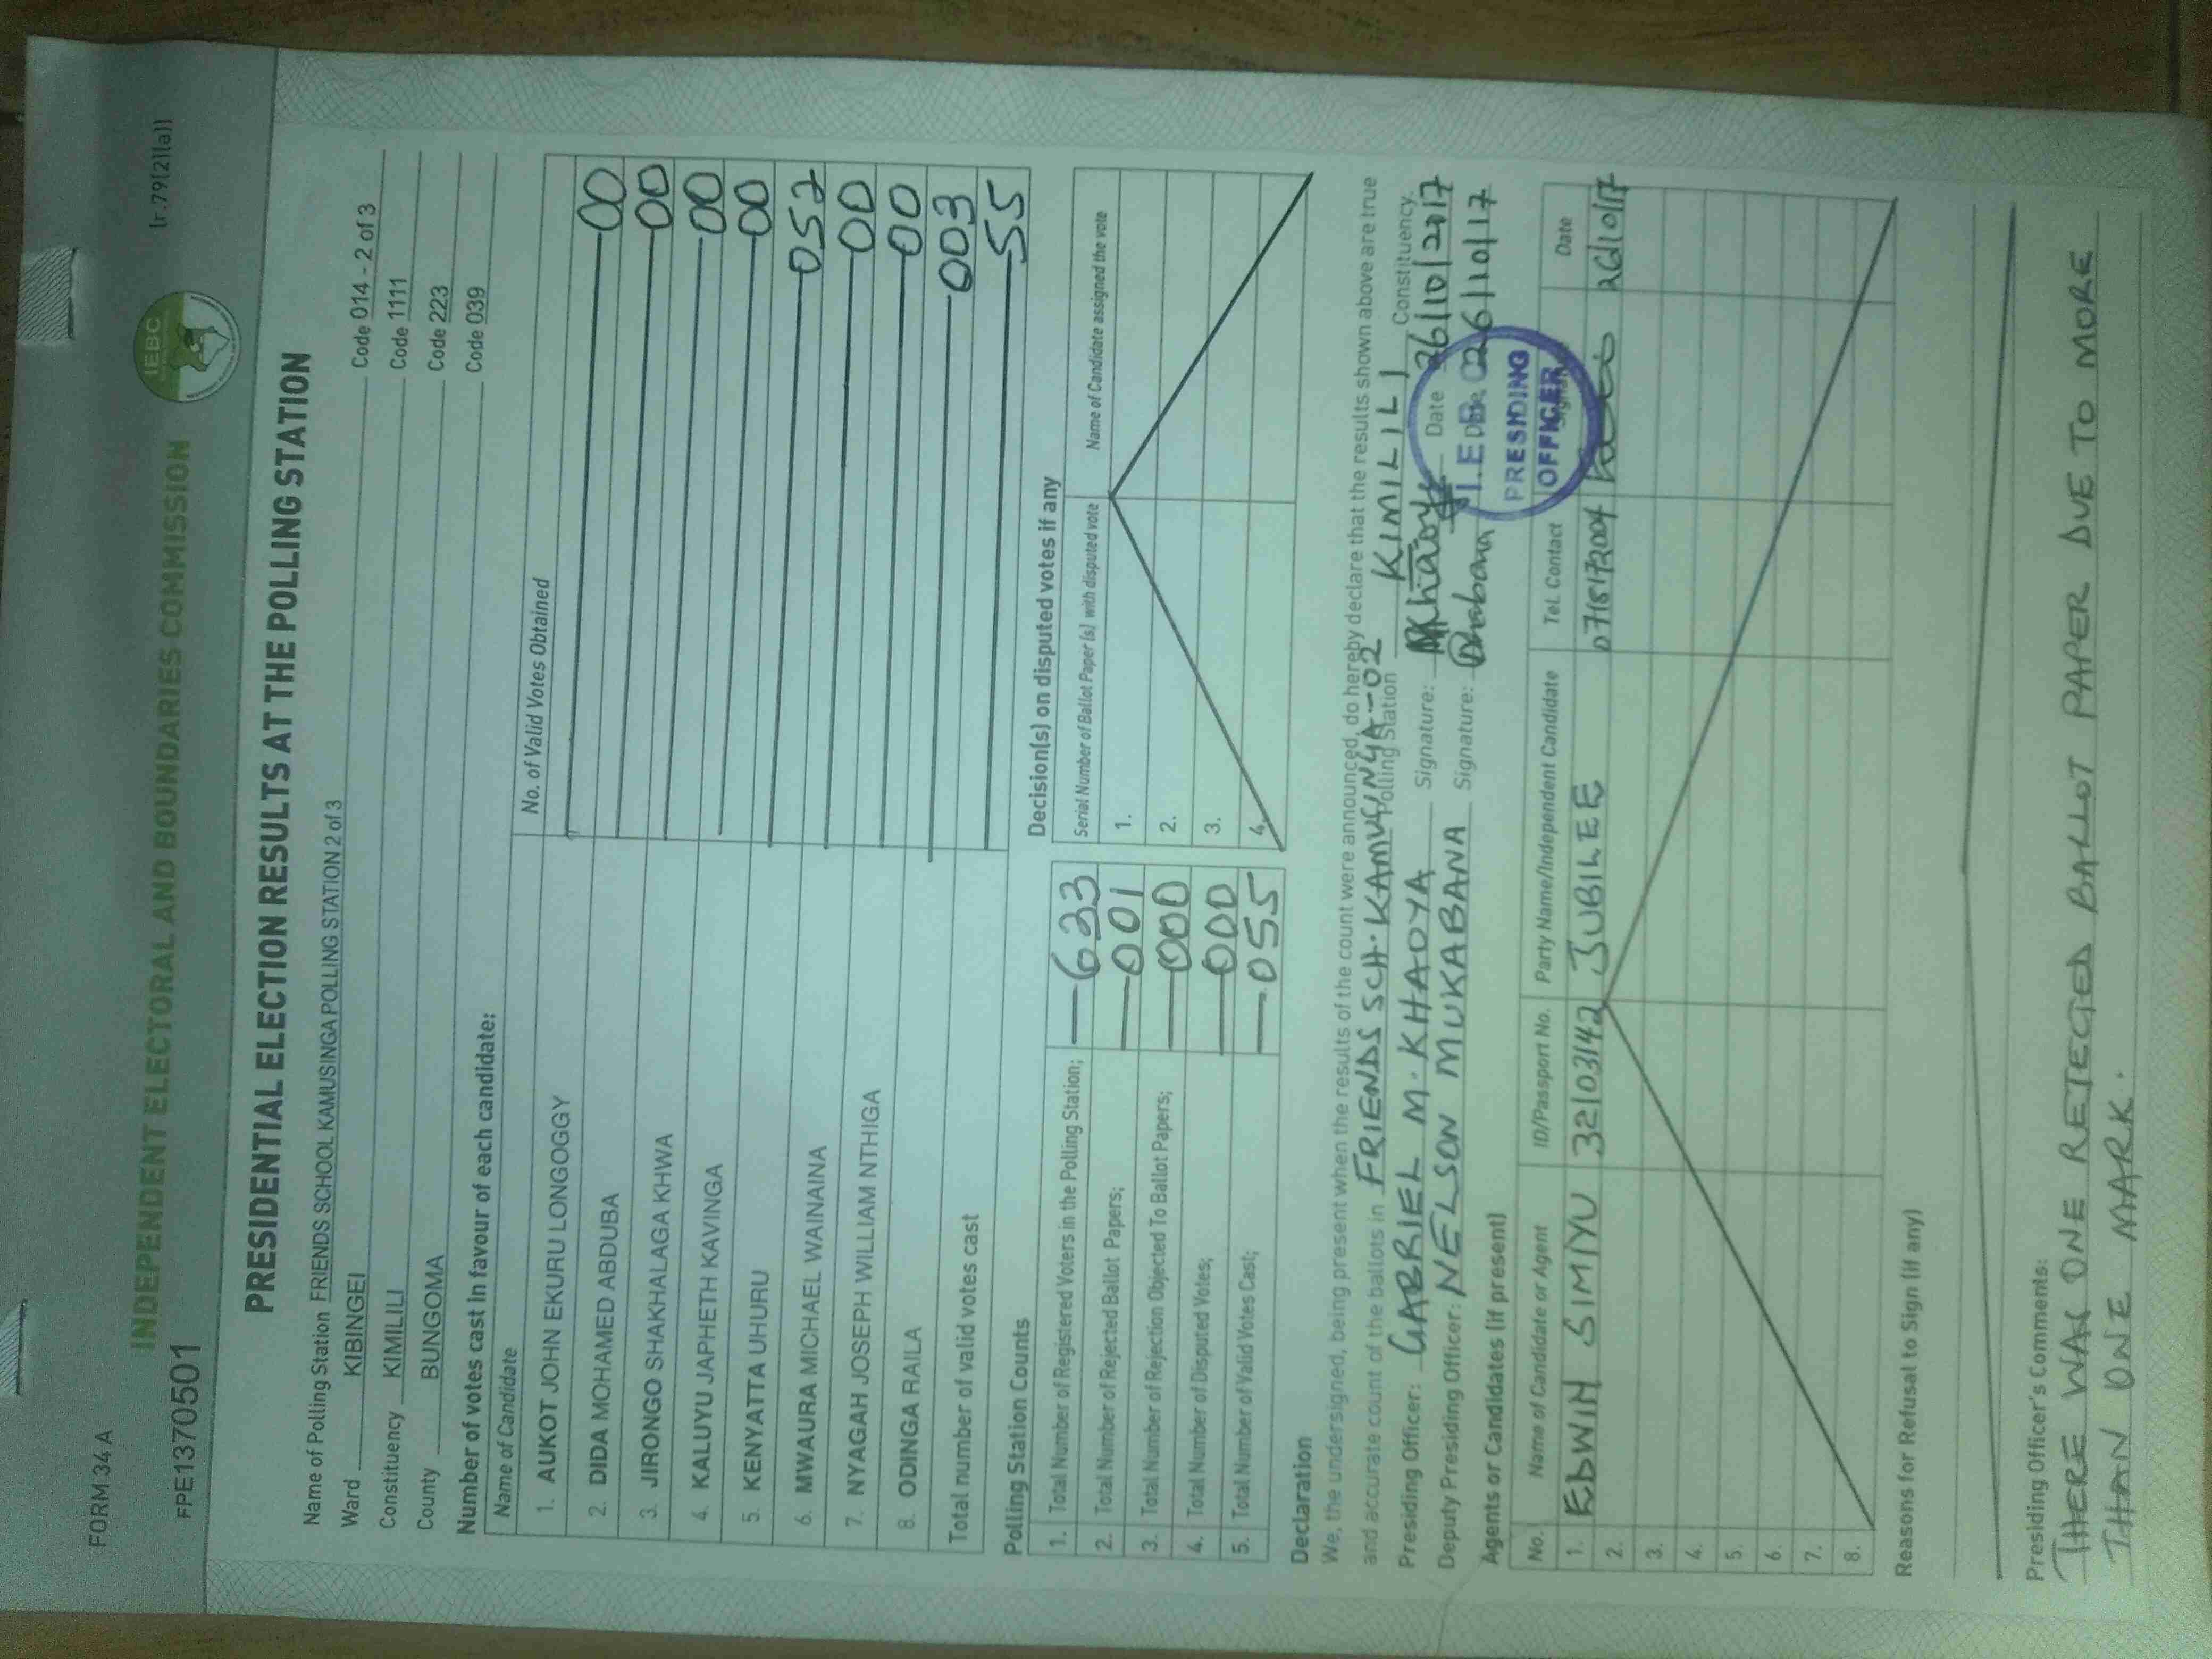 FORM 34 A
(r.79(2)(a))
IEBC
INDEPENDENT ELECTORAL AND BOUNDARIES COMMISSION
FPE1370501
PRESIDENTIAL ELECTION RESULTS AT THE POLLING STATION
Name of Polling Station FRIENDS SCHOOL KAMUSINGA POLLING STATION 2 of 3 Code 014 - 2 of 3
Ward KIBINGEI Code 1111
Constituency KIMILILI Code 223
County BUNGOMA Code 039
Number of votes cast in favour of each candidate:
Name of Candidate No. of Valid Votes Obtained
1. AUKOT JOHN EKURU LONGOGGY 00
2. DIDA MOHAMED ABDUBA 00
3. JIRONGO SHAKHALAGA KHWA 00
4. KALUYU JAPHETH KAVINGA 00
5. KENYATTA UHURU 052
6. MWAURA MICHAEL WAINAINA 00
7. NYAGAH JOSEPH WILLIAM NTHIGA 00
8. ODINGA RAILA 003
Total number of valid votes cast 55
Polling Station Counts
1. Total Number of Registered Voters in the Polling Station; 633
2. Total Number of Rejected Ballot Papers; 001
3. Total Number of Rejection Objected To Ballot Papers; 000
4. Total Number of Disputed Votes; 000
5. Total Number of Valid Votes Cast; 055
Decision(s) on disputed votes if any
Serial Number of Ballot Paper (s) with disputed vote Name of Candidate assigned the vote
1.
2.
3.
4.
Declaration
We, the undersigned, being present when the results of the count were announced, do hereby declare that the results shown above are true
and accurate count of the ballots in FRIENDS SCH. KAMUSINGA-02 Polling Station KIMILILI Constituency.
Presiding Officer: GABRIEL M. KHAOYA Signature: Khaoya Date 26/10/2017
Deputy Presiding Officer: NELSON MUKABANA Signature: Date 26/10/17
I.E.B.C
PRESIDING
OFFICER
Agents or Candidates (if present)
No. Name of Candidate or Agent ID/Passport No. Party Name/Independent Candidate Tel. Contact Signature Date
1. EDWIN SIMIYU 32103142 JUBILEE 0718172004 26/10/17
2.
3.
4.
5.
6.
7.
8.
Reasons for Refusal to Sign (if any)
Presiding Officer's Comments:
THERE WAS ONE RETECED BALLOT PAPER DUE TO MORE
THAN ONE MARK.